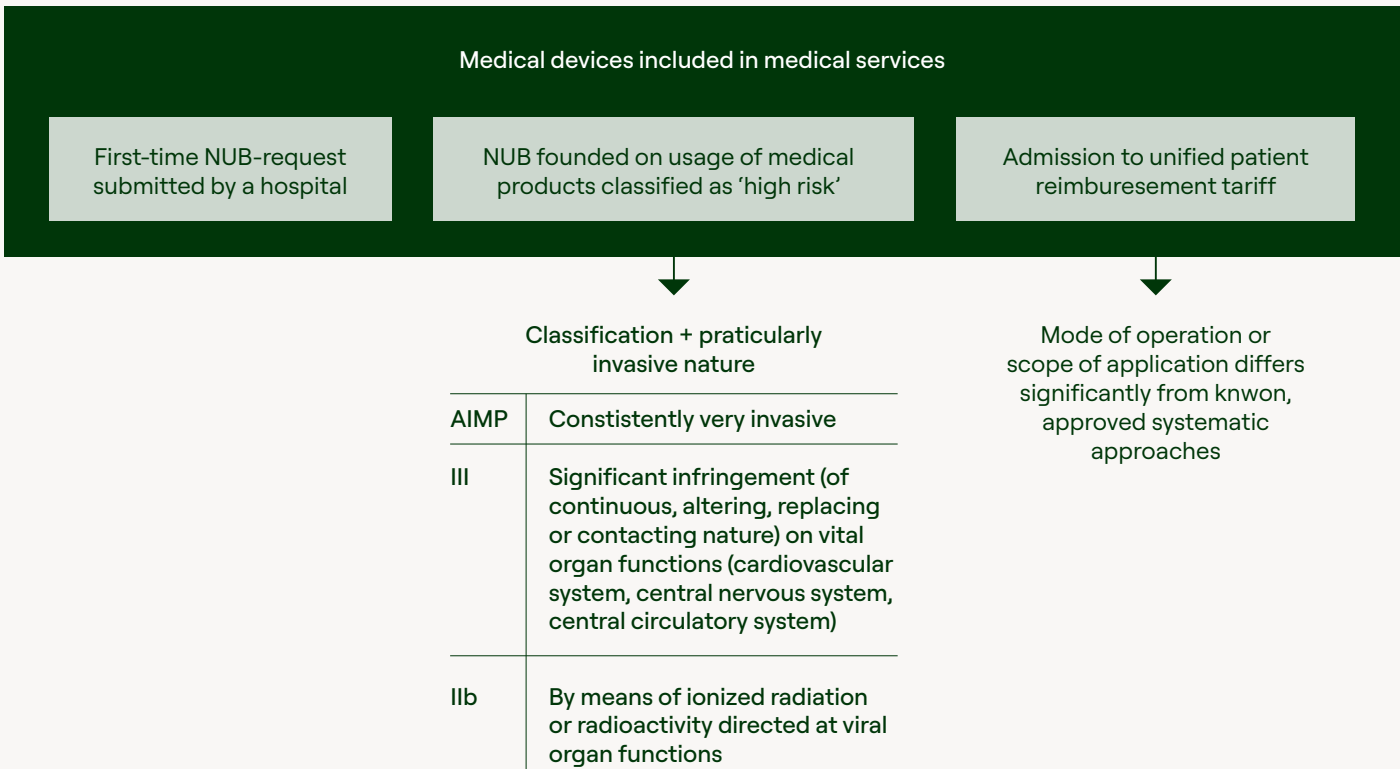 Medical devices included in medical services
First-time NUB-request
submitted by a hospital
NUB founded on usage of medical
products classified as ‘high risk’
Admission to unified patient
reimburesement tariff
Classification + praticularly
invasive nature
AIMP
Constistently very invasive
III
Significant infringement (of
continuous, altering, replacing
or contacting nature) on vital
organ functions (cardiovascular
system, central nervous system,
central circulatory system)
IIb
By means of ionized radiation
or radioactivity directed at viral
organ functions
Mode of operation or
scope of application differs
significantly from knwon,
approved systematic
approaches